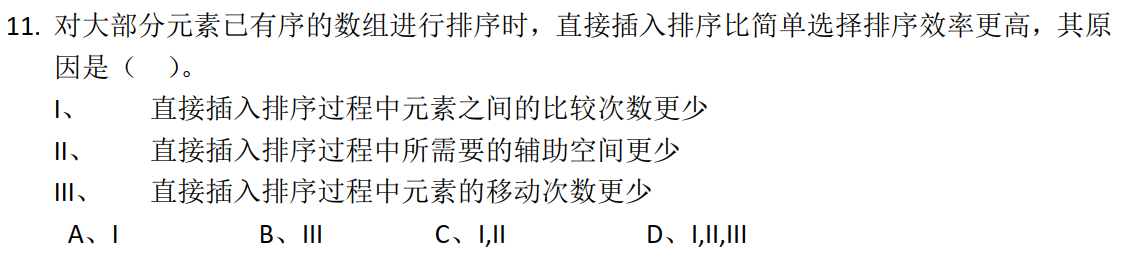 11. 对大部分元素已有序的数组进行排序时，直接插入排序比简单选择排序效率更高，其原
因是（ ）。
I、 直接插入排序过程中元素之间的比较次数更少
II、 直接插入排序过程中所需要的辅助空间更少
III、 直接插入排序过程中元素的移动次数更少
A、I B、III C、I,II D、I,II,III